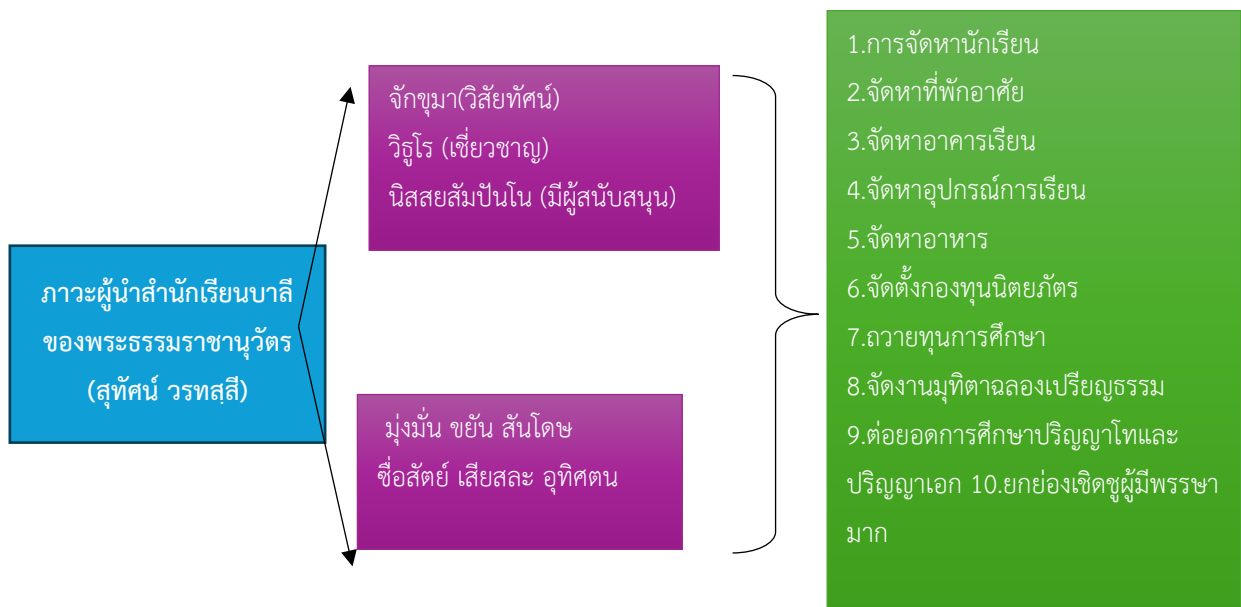 ภาวะผู้นำสำนักเรียนบาลี
ของพระธรรมราชานุวัตร
(สุทัศน์ วรทสฺสี)
จักขุมา(วิสัยทัศน์)
วิธูโร (เชี่ยวชาญ)
นิสสยสัมปันโน (มีผู้สนับสนุน)
มุ่งมั่น ขยัน สันโดษ
ซื่อสัตย์ เสียสละ อุทิศตน
1.การจัดหานักเรียน
2.จัดหาที่พักอาศัย
3.จัดหาอาคารเรียน
4.จัดหาอุปกรณ์การเรียน
5.จัดหาอาหาร
6.จัดตั้งกองทุนนิตยภัตร
7.ถวายทุนการศึกษา
8.จัดงานมุทิตาฉลองเปรียญธรรม
9.ต่อยอดการศึกษาปริญญาโทและ
ปริญญาเอก 10.ยกย่องเชิดชูผู้มีพรรษา
มาก